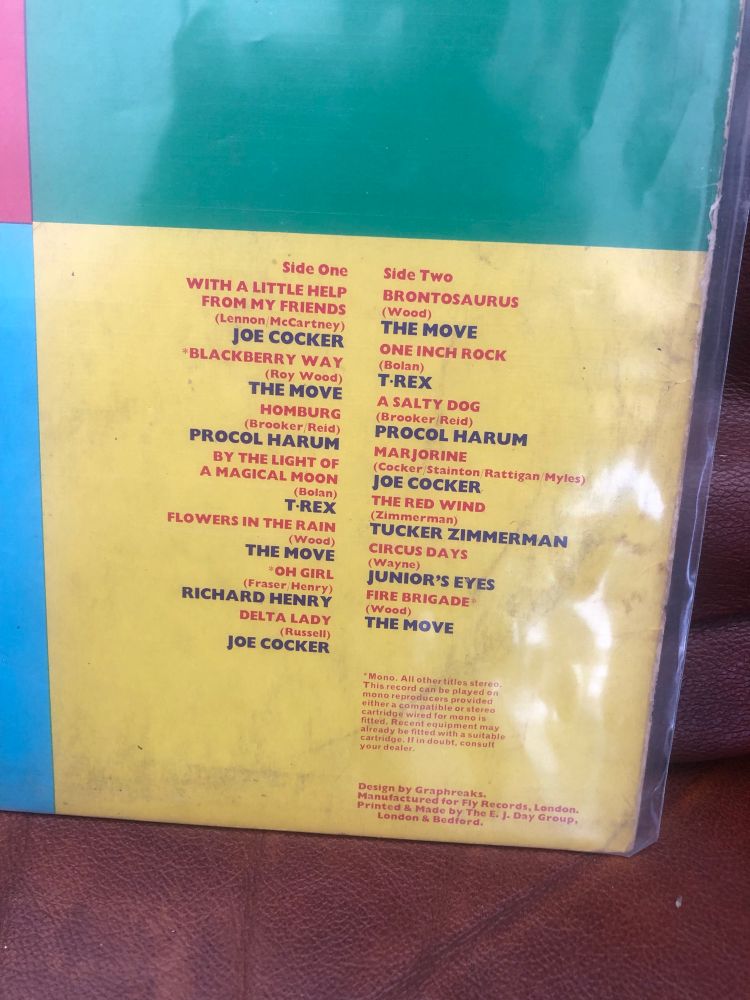 Side One
WITH A LITTLE HELP
FROM MY FRIENDS
(Lennon/McCartney)
JOE COCKER
*BLACKBERRY WAY
(Roy Wood)
THE MOVE
HOMBURG
(Brooker/Reid)
PROCOL HARUM
BY THE LIGHT OF
A MAGICAL MOON
(Bolan)
T·REX
FLOWERS IN THE RAIN
(Wood)
THE MOVE
*OH GIRL
(Fraser/Henry)
RICHARD HENRY
DELTA LADY
(Russell)
JOE COCKER
Side Two
BRONTOSAURUS
(Wood)
THE MOVE
ONE INCH ROCK
(Bolan)
T·REX
A SALTY DOG
(Brooker/Reid)
PROCOL HARUM
MARJORINE
(Cocker/Stainton/Rattigan/Myles)
JOE COCKER
THE RED WIND
(Zimmerman)
TUCKER ZIMMERMAN
CIRCUS DAYS
(Wayne)
JUNIOR'S EYES
FIRE BRIGADE*
(Wood)
THE MOVE
*Mono. All other titles stereo.
This record can be played on
mono reproducers provided
either a compatible or stereo
cartridge wired for mono is
fitted. Recent equipment may
already be fitted with a suitable
cartridge. If in doubt, consult
your dealer.
Design by Graphreaks.
Manufactured for Fly Records, London.
Printed & Made by The E. J. Day Group,
London & Bedford.